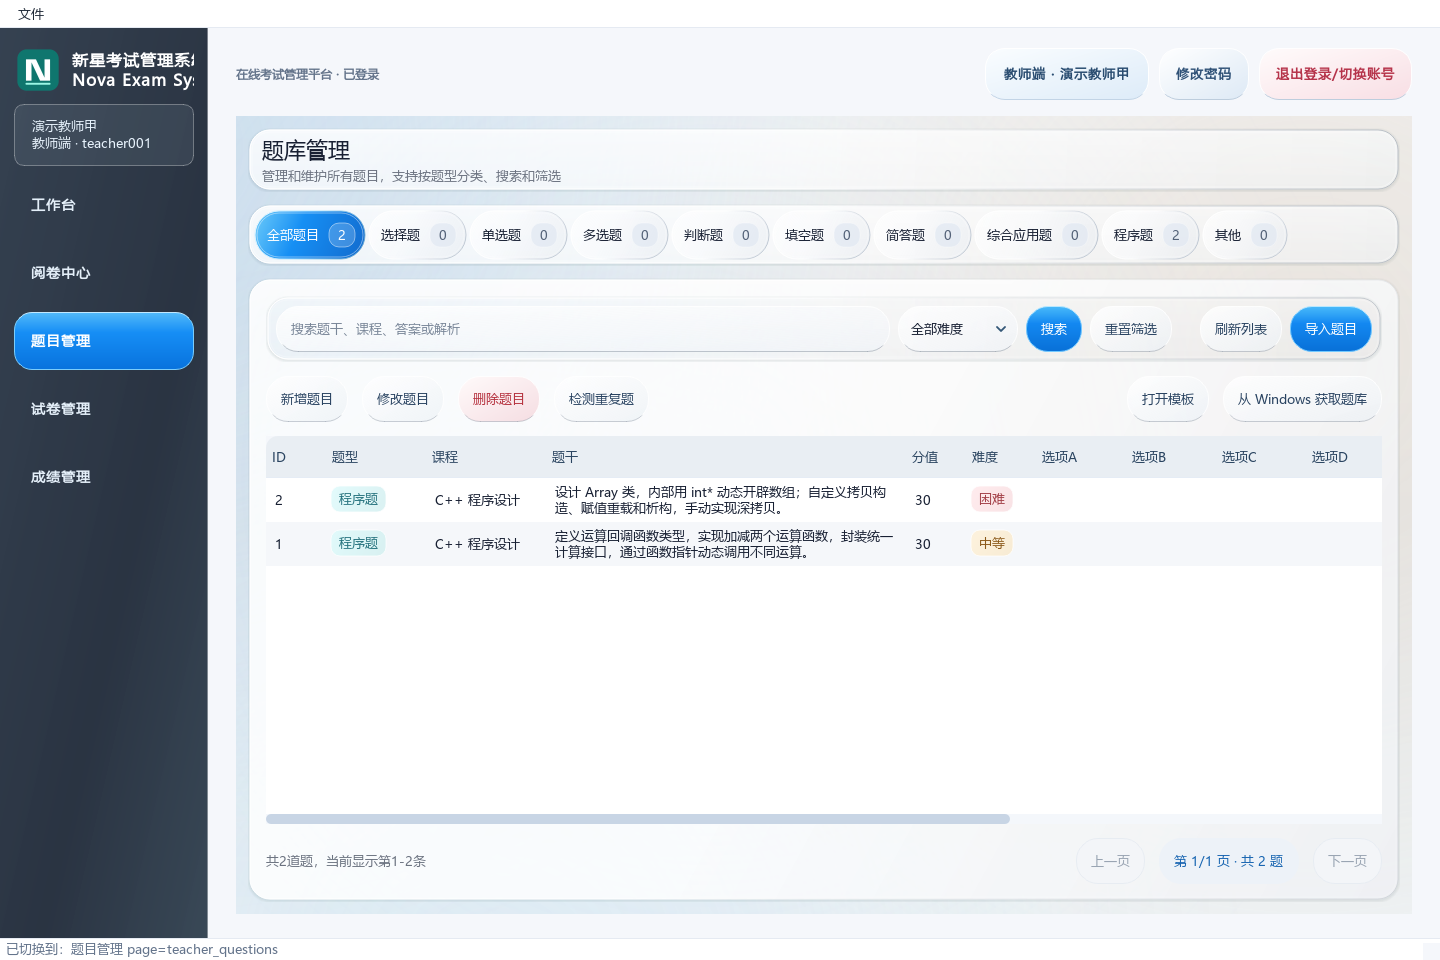 文件
新星考试管理系
Nova Exam Sys
演示教师甲
教师端 · teacher001
工作台
阅卷中心
题目管理
试卷管理
成绩管理
在线考试管理平台 · 已登录
教师端 · 演示教师甲
修改密码
退出登录/切换账号
题库管理
管理和维护所有题目，支持按题型分类、搜索和筛选
全部题目 2 选择题 0 单选题 0 多选题 0 判断题 0 填空题 0 简答题 0 综合应用题 0 程序题 2 其他 0
搜索题干、课程、答案或解析
全部难度
搜索
重置筛选
刷新列表
导入题目
新增题目
修改题目
删除题目
检测重复题
打开模板
从 Windows 获取题库
ID 题型 课程 题干 分值 难度 选项A 选项B 选项C 选项D
2 程序题 C++ 程序设计 设计 Array 类，内部用 int* 动态开辟数组；自定义拷贝构
造、赋值重载和析构，手动实现深拷贝。 30 困难
1 程序题 C++ 程序设计 定义运算回调函数类型，实现加减两个运算函数，封装统一
计算接口，通过函数指针动态调用不同运算。 30 中等
共2道题，当前显示第1-2条
上一页
第 1/1 页 · 共 2 题
下一页
已切换到：题目管理 page=teacher_questions